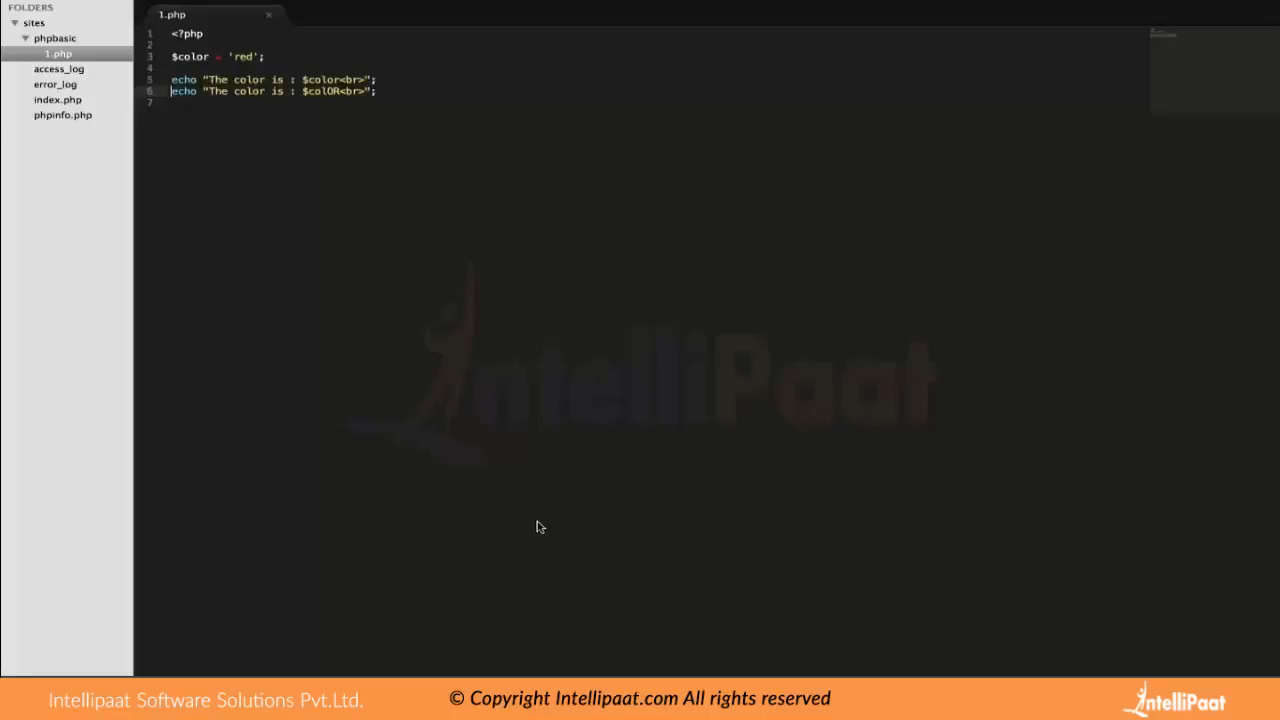 FOLDERS
sites
phpbasic
1.php
access_log
error_log
index.php
phpinfo.php
1.php ×
1 <?php
2
3 $color = 'red';
4
5 echo "The color is : $color<br>";
6 echo "The color is : $colOR<br>";
7
IntelliPaat
Intellipaat Software Solutions Pvt.Ltd.
© Copyright Intellipaat.com All rights reserved
IntelliPaat